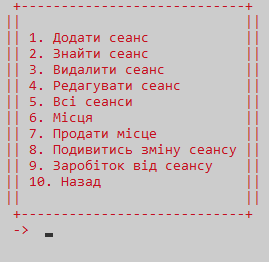 1. Додати сеанс
2. Знайти сеанс
3. Видалити сеанс
4. Редагувати сеанс
5. Всі сеанси
6. Місця
7. Продати місце
8. Подивитись зміну сеансу
9. Заробіток від сеансу
10. Назад
->